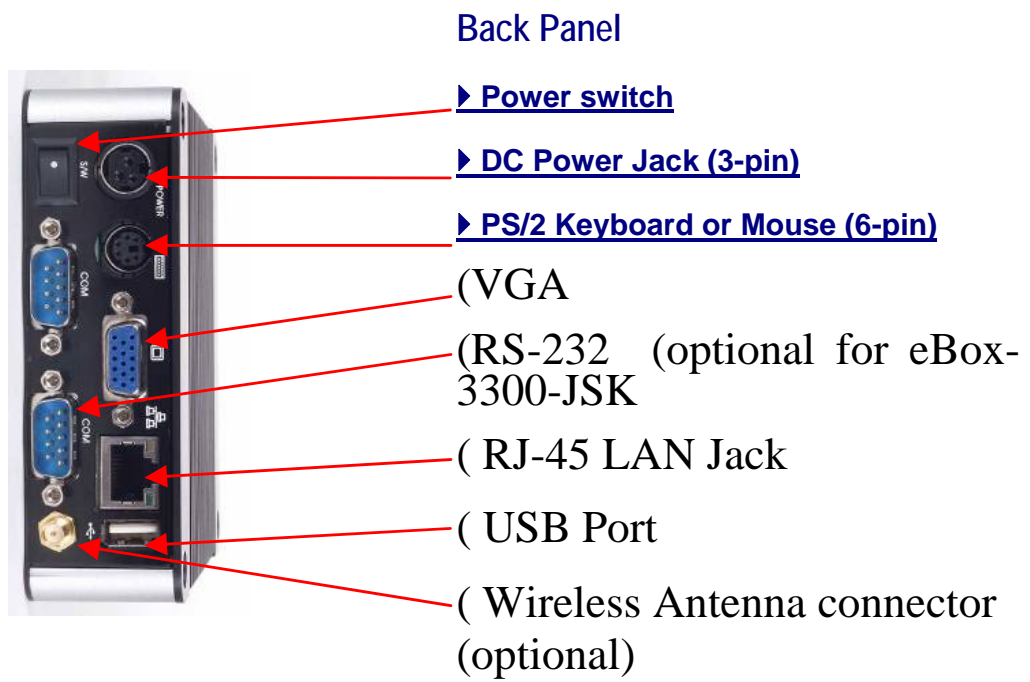 Back Panel
Power switch
DC Power Jack (3-pin)
PS/2 Keyboard or Mouse (6-pin)
(VGA
(RS-232 (optional for eBox-
3300-JSK
( RJ-45 LAN Jack
( USB Port
( Wireless Antenna connector
(optional)
S/W
POWER
COM
COM